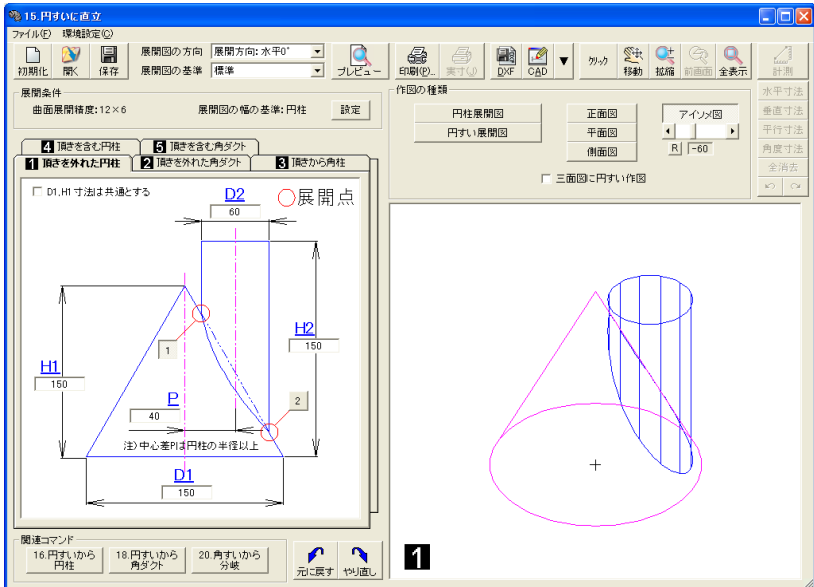 15.円すいに直立
ファイル(F) 環境設定(C)
初期化 開く 保存
展開図の方向 展開方向:水平0°
展開図の基準 標準
プレビュー 印刷(P).. 実寸(J) DXF CAD ▼ クリック 移動 拡縮 前画面 全表示 計測
展開条件
曲面展開精度:12×6 展開図の幅の基準:円柱 設定
作図の種類
円柱展開図 正面図 アイソメ図
円すい展開図 平面図
側面図 R -60
三面図に円すい作図
水平寸法
垂直寸法
平行寸法
角度寸法
全消去
4 頂きを含む円柱 5 頂きを含む角ダクト
1 頂きを外れた円柱 2 頂きを外れた角ダクト 3 頂きから角柱
D1,H1 寸法は共通とする
D2
60
○展開点
H1
150
H2
150
1
P
40
2
注)中心差Pは円柱の半径以上
D1
150
関連コマンド
16.円すいから円柱
18.円すいから角ダクト
20.角すいから分岐
元に戻す やり直し
1